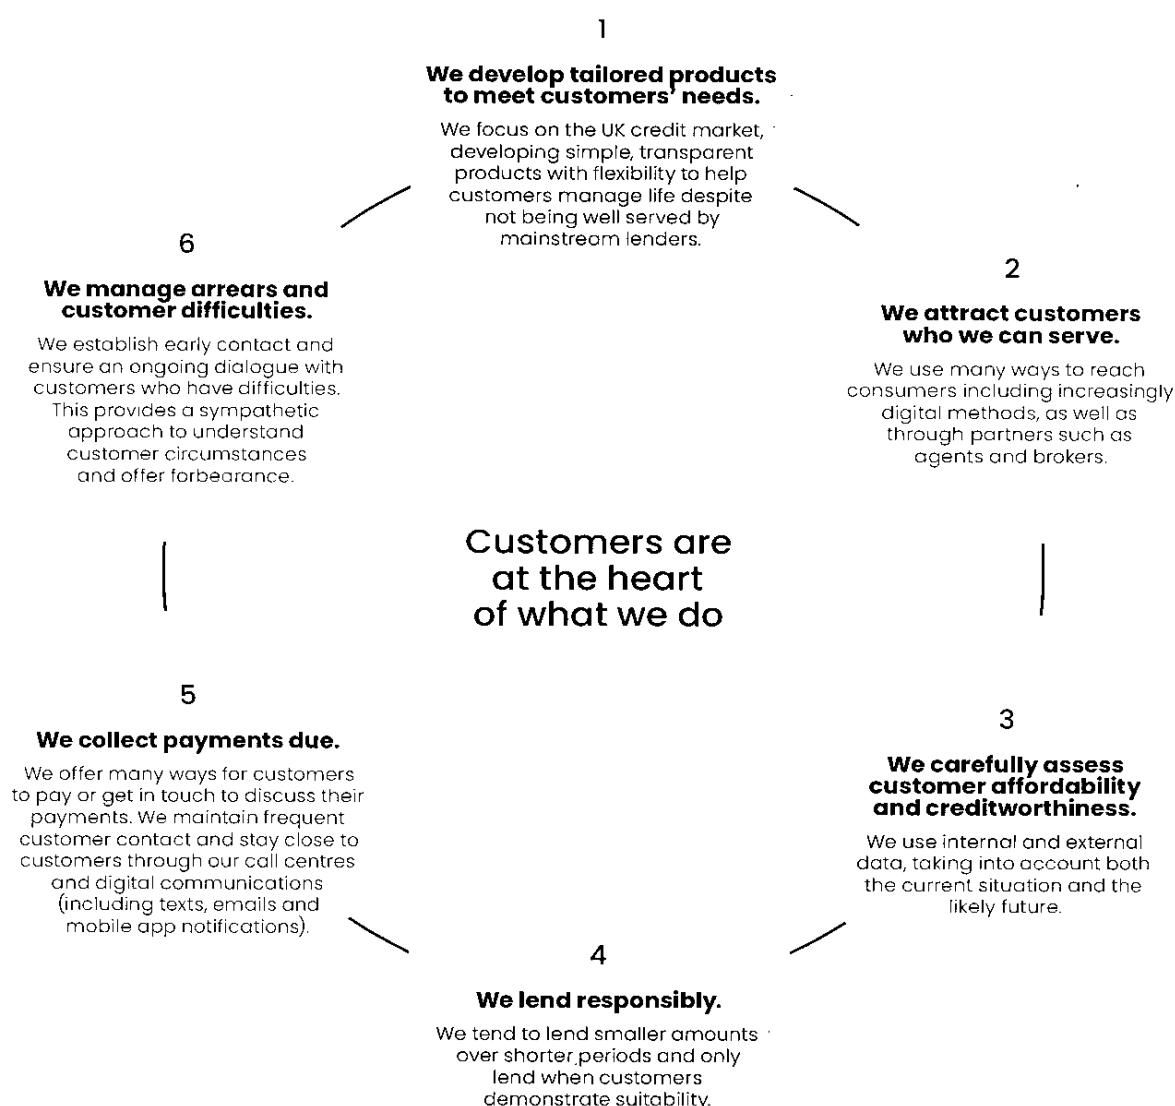 1
We develop tailored products
to meet customers' needs.
We focus on the UK credit market,
developing simple, transparent
products with flexibility to help
customers manage life despite
not being well served by
mainstream lenders.
2
We attract customers
who we can serve.
We use many ways to reach
consumers including increasingly
digital methods, as well as
through partners such as
agents and brokers.
3
We carefully assess
customer affordability
and creditworthiness.
We use internal and external
data, taking into account both
the current situation and the
likely future.
4
We lend responsibly.
We tend to lend smaller amounts
over shorter periods and only
lend when customers
demonstrate suitability.
5
We collect payments due.
We offer many ways for customers
to pay or get in touch to discuss their
payments. We maintain frequent
customer contact and stay close to
customers through our call centres
and digital communications
(including texts, emails and
mobile app notifications).
6
We manage arrears and
customer difficulties.
We establish early contact and
ensure an ongoing dialogue with
customers who have difficulties.
This provides a sympathetic
approach to understand
customer circumstances
and offer forbearance.
Customers are
at the heart
of what we do